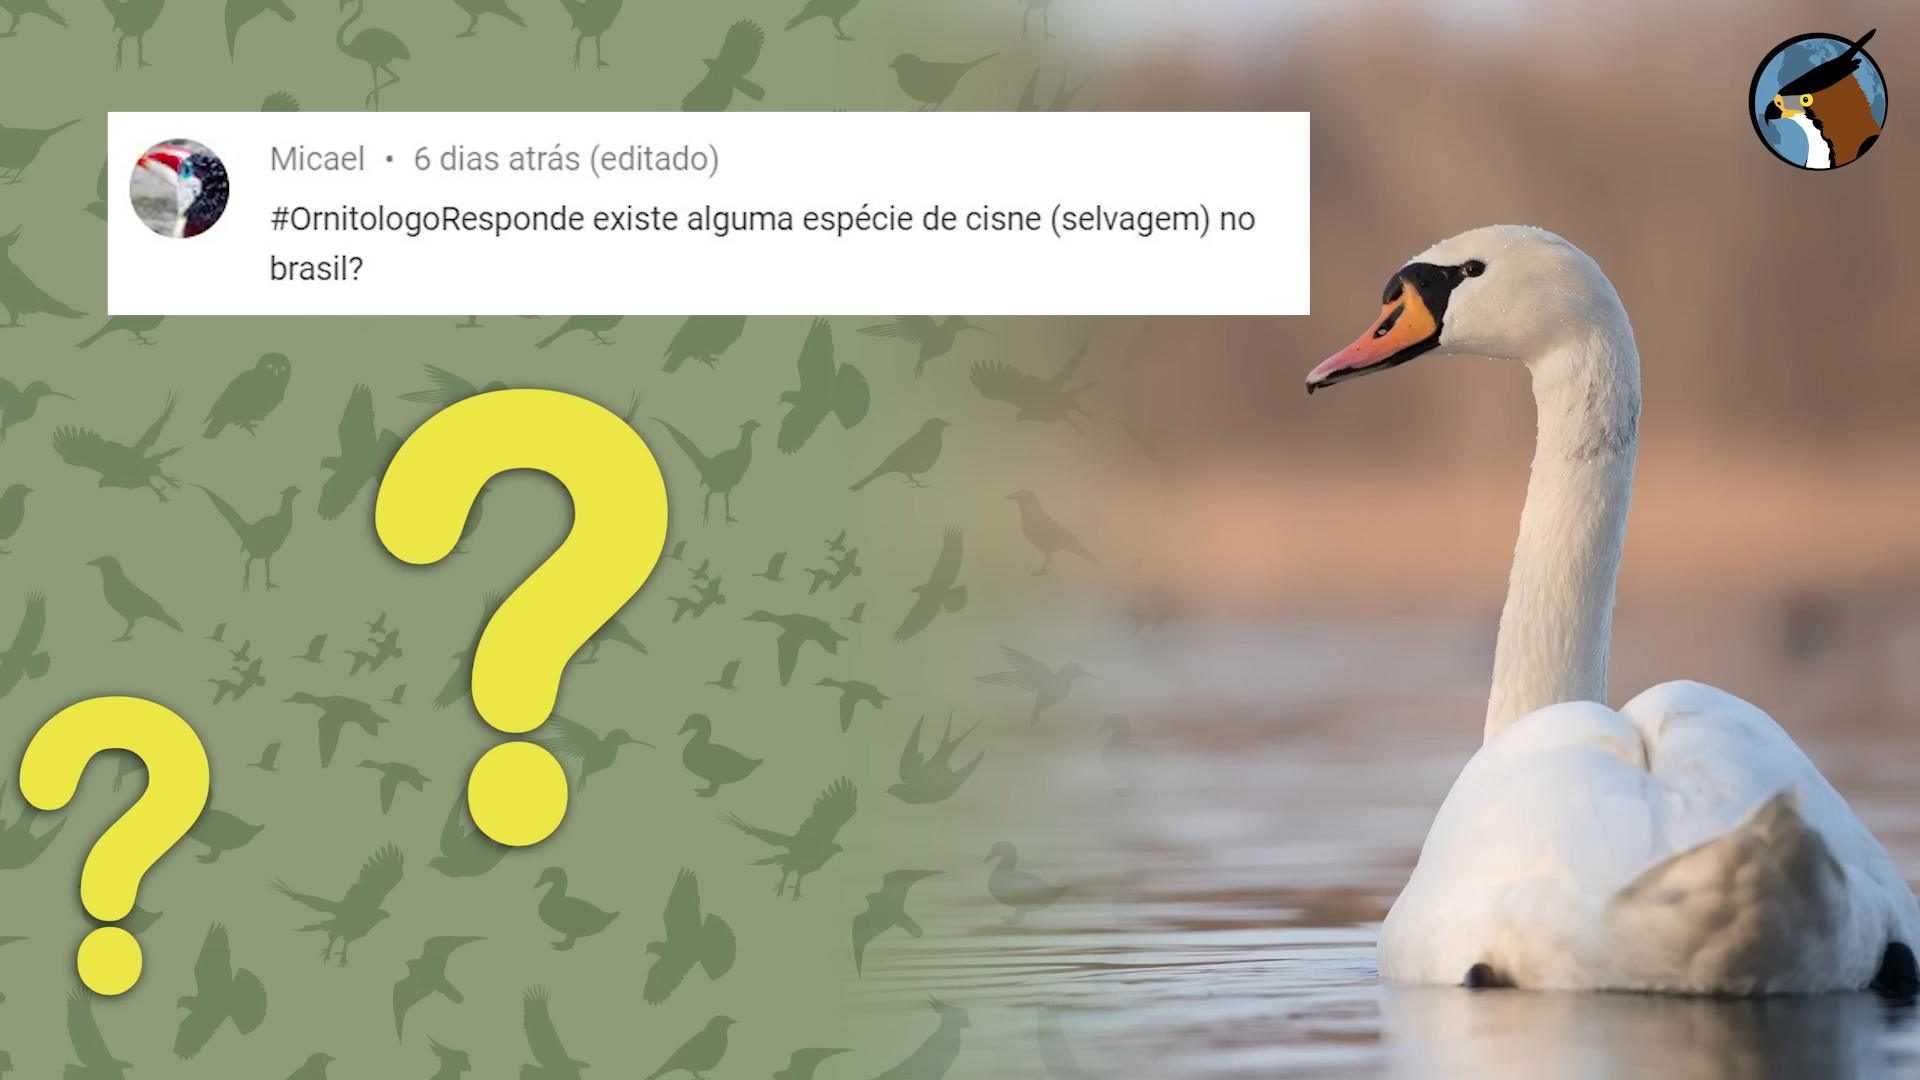 Micael • 6 dias atrás (editado)
#OrnitologoResponde existe alguma espécie de cisne (selvagem) no
brasil?
? 
?